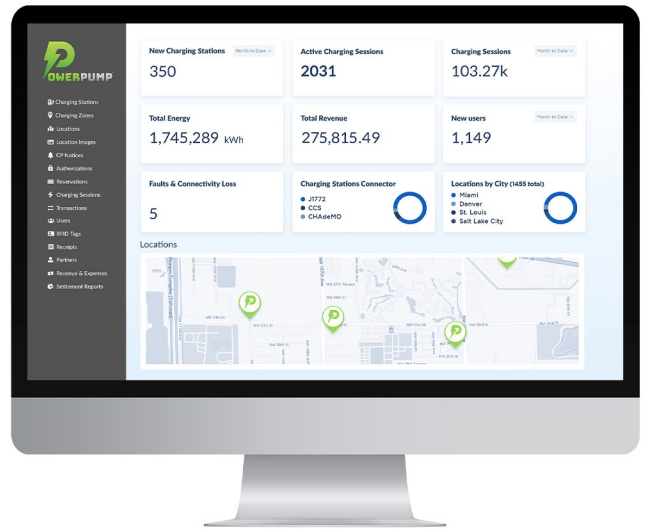 POWERPUMP
Charging Stations
Charging Zones
Locations
Location Images
CP Notices
Authorizations
Reservations
Charging Sessions
Transactions
Users
RFID Tags
Receipts
Partners
Revenue & Expenses
Settlement Reports
New Charging Stations Month to Date
350
Active Charging Sessions
2031
Charging Sessions Month to Date
103.27k
Total Energy
1,745,289 kWh
Total Revenue
275,815.49
New users Month to Date
1,149
Faults & Connectivity Loss
5
Charging Stations Connector
J1772
CCS
CHAdeMO
Locations by City (1455 total)
Miami
Denver
St. Louis
Salt Lake City
Locations